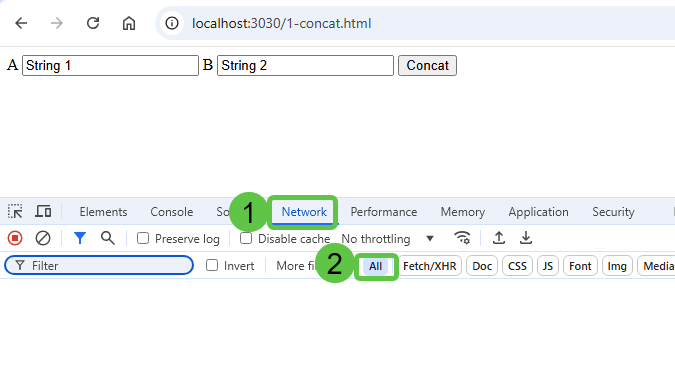 localhost:3030/1-concat.html
A String 1 B String 2 Concat
Elements Console So 1 Network Performance Memory Application Security
Preserve log Disable cache No throttling
Filter Invert More fi 2 All Fetch/XHR Doc CSS JS Font Img Media